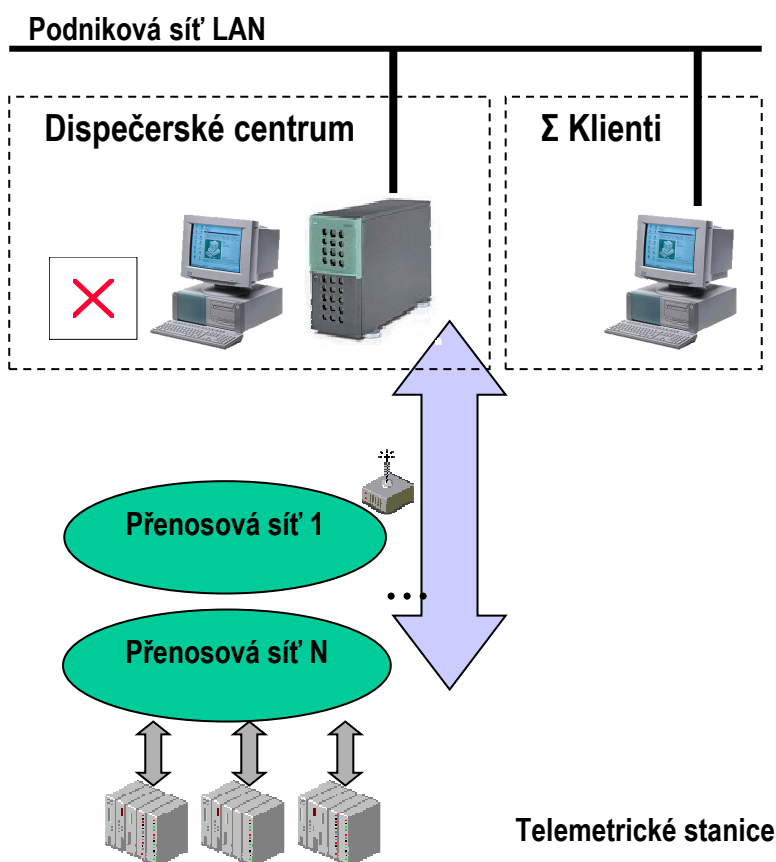 Podniková síť LAN
Dispečerské centrum
Σ Klienti
Přenosová síť 1
...
Přenosová síť N
Telemetrické stanice